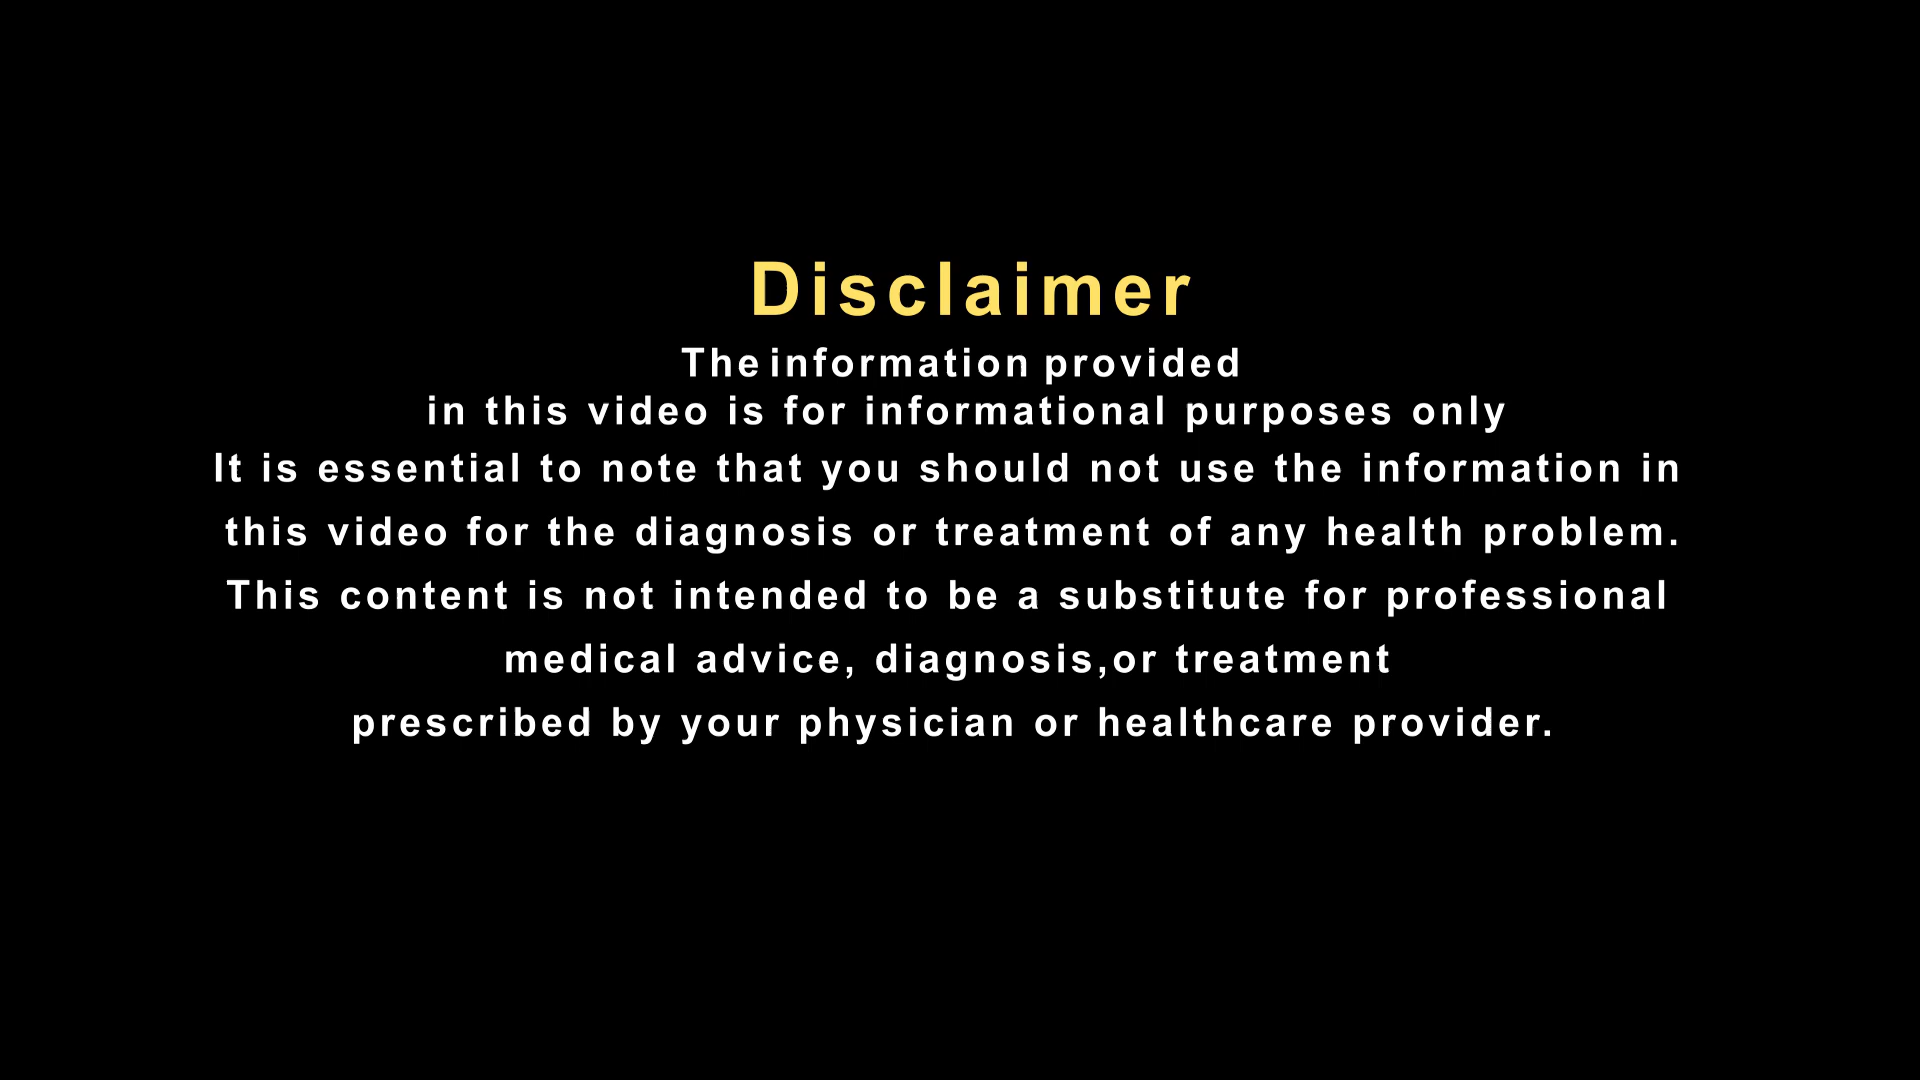 Disclaimer
The information provided
in this video is for informational purposes only
It is essential to note that you should not use the information in
this video for the diagnosis or treatment of any health problem.
This content is not intended to be a substitute for professional
medical advice, diagnosis,or treatment
prescribed by your physician or healthcare provider.